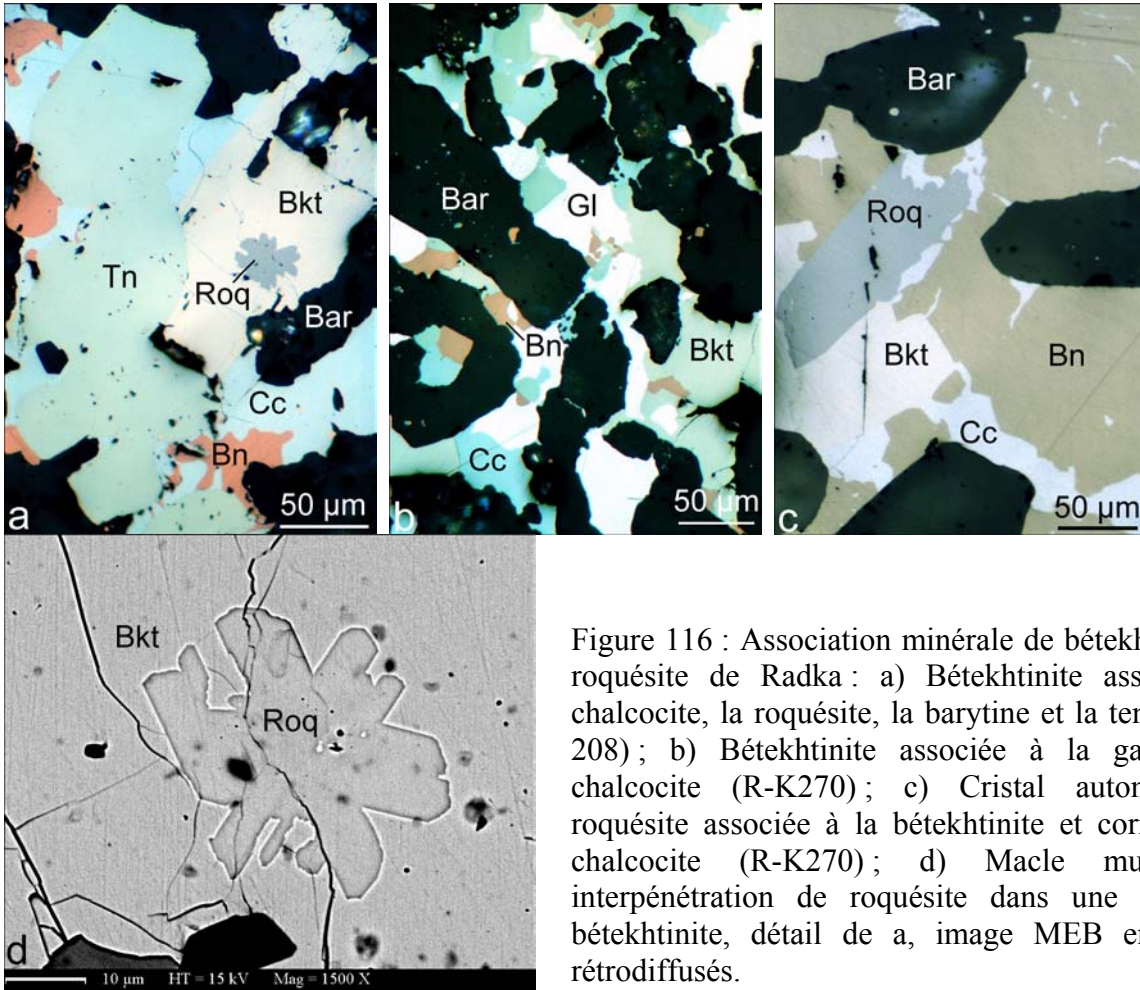 Bar
Bkt
Bar
Roq
Gl
Bkt
Tn
Roq
Bar
Bn
Bkt
Bn
Cc
Cc
Bn
Cc
50 µm
50 µm
50 µm
a
b
c
Bkt
Roq
d
10 µm HT = 15 kV Mag = 1500 X
Figure 116 : Association minérale de bétekh
roquésite de Radka : a) Bétekhtinite ass
chalcocite, la roquésite, la barytine et la ten
208) ; b) Bétekhtinite associée à la ga
chalcocite (R-K270) ; c) Cristal autom
roquésite associée à la bétekhtinite et corr
chalcocite (R-K270) ; d) Macle mu
interpénétration de roquésite dans une
bétekhtinite, détail de a, image MEB en
rétrodiffusés.